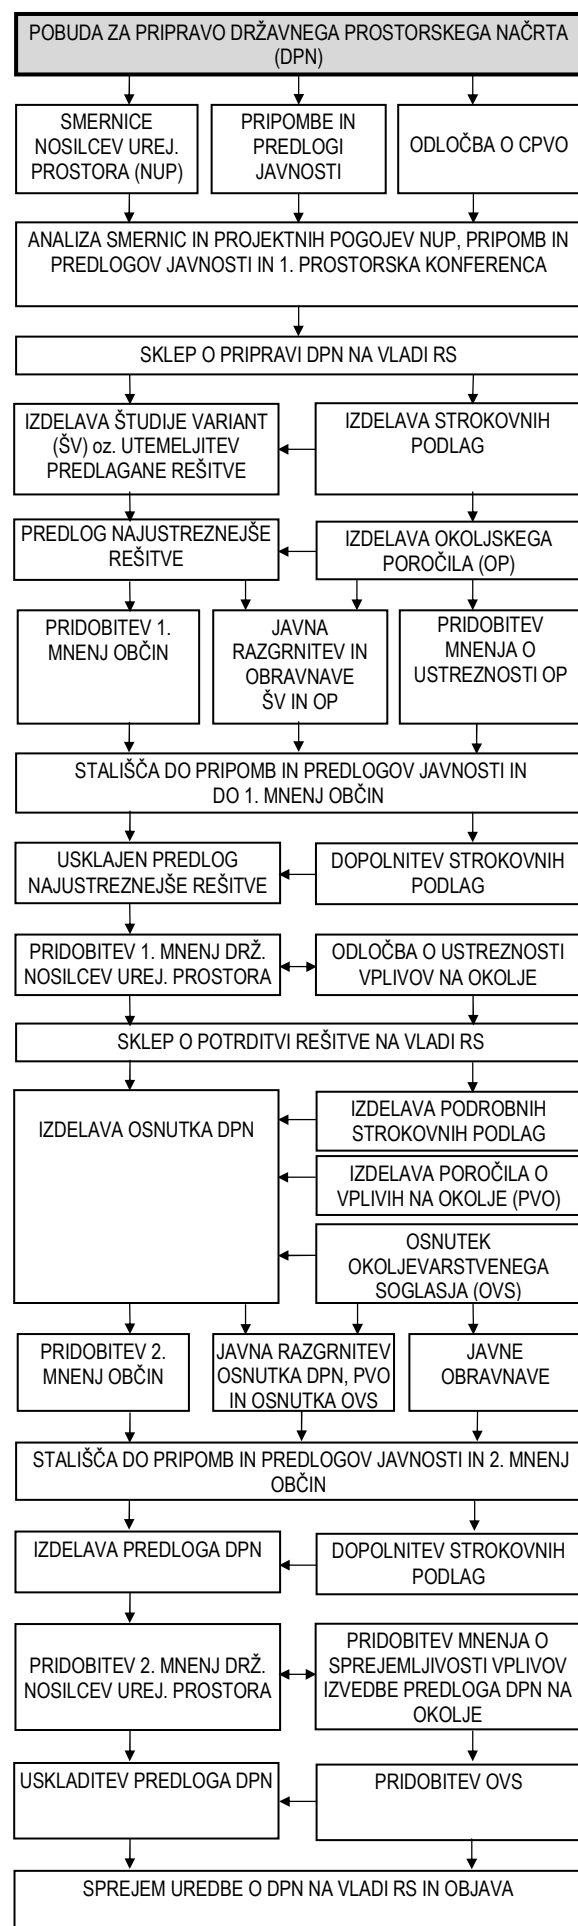 POBUDA ZA PRIPRAVO DRŽAVNEGA PROSTORSKEGA NAČRTA
(DPN)
SMERNICE
NOSILCEV UREJ.
PROSTORA (NUP)
PRIPOMBE IN
PREDLOGI
JAVNOSTI
ODLOČBA O CPVO
ANALIZA SMERNIC IN PROJEKTNIH POGOJEV NUP, PRIPOMB IN
PREDLOGOV JAVNOSTI IN 1. PROSTORSKA KONFERENCA
SKLEP O PRIPRAVI DPN NA VLADI RS
IZDELAVA ŠTUDIJE VARIANT
(ŠV) oz. UTEMELJITEV
PREDLAGANE REŠITVE
IZDELAVA STROKOVNIH
PODLAG
PREDLOG NAJUSTREZNEJŠE
REŠITVE
IZDELAVA OKOLJSKEGA
POROČILA (OP)
PRIDOBITEV 1.
MNENJ OBČIN
JAVNA
RAZGRNITEV IN
OBRAVNAVE
ŠV IN OP
PRIDOBITEV
MNENJA O
USTREZNOSTI OP
STALIŠČA DO PRIPOMB IN PREDLOGOV JAVNOSTI IN
DO 1. MNENJ OBČIN
USKLAJEN PREDLOG
NAJUSTREZNEJŠE REŠITVE
DOPOLNITEV STROKOVNIH
PODLAG
PRIDOBITEV 1. MNENJ DRŽ.
NOSILCEV UREJ. PROSTORA
ODLOČBA O USTREZNOSTI
VPLIVOV NA OKOLJE
SKLEP O POTRDITVI REŠITVE NA VLADI RS
IZDELAVA OSNUTKA DPN
IZDELAVA PODROBNIH
STROKOVNIH PODLAG
IZDELAVA POROČILA O
VPLIVIH NA OKOLJE (PVO)
OSNUTEK
OKOLJEVARSTVENEGA
SOGLASJA (OVS)
PRIDOBITEV 2.
MNENJ OBČIN
JAVNA RAZGRNITEV
OSNUTKA DPN, PVO
IN OSNUTKA OVS
JAVNE
OBRAVNAVE
STALIŠČA DO PRIPOMB IN PREDLOGOV JAVNOSTI IN 2. MNENJ
OBČIN
IZDELAVA PREDLOGA DPN
DOPOLNITEV STROKOVNIH
PODLAG
PRIDOBITEV 2. MNENJ DRŽ.
NOSILCEV UREJ. PROSTORA
PRIDOBITEV MNENJA O
SPREJEMLJIVOSTI VPLIVOV
IZVEDBE PREDLOGA DPN NA
OKOLJE
USKLADITEV PREDLOGA DPN
PRIDOBITEV OVS
SPREJEM UREDBE O DPN NA VLADI RS IN OBJAVA